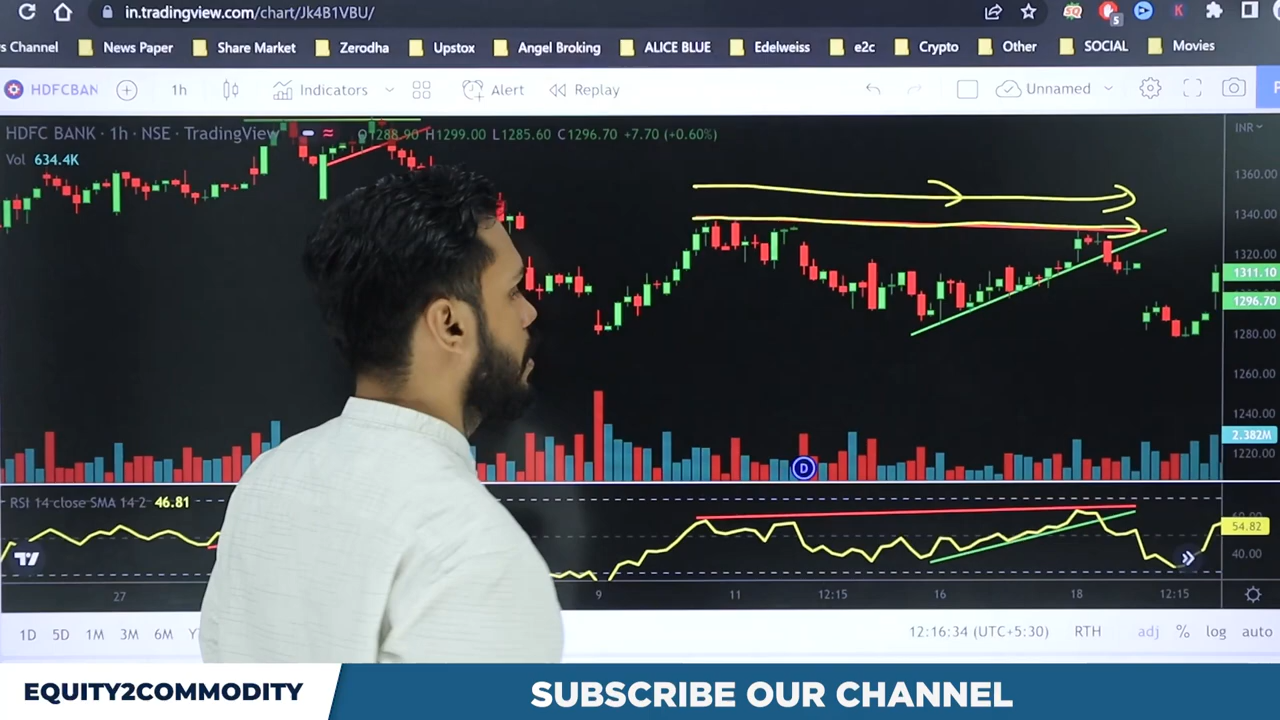 in.tradingview.com/chart/Jk4B1VBU/
s Channel News Paper Share Market Zerodha Upstox Angel Broking ALICE BLUE Edelweiss e2c Crypto Other SOCIAL Movies
HDFCBAN 1h Indicators Alert Replay Unnamed
HDFC BANK · 1h · NSE · TradingView O1288.90 H1299.00 L1285.60 C1296.70 +7.70 (+0.60%)
INR
Vol 634.4K
1360.00
1340.00
1320.00
1311.10
1296.70
1280.00
1260.00
1240.00
2.382M
1220.00
D
RSI 14 close SMA 14 2 46.81
60.00
54.82
40.00
27 9 11 12:15 16 18 12:15
1D 5D 1M 3M 6M Y 12:16:34 (UTC+5:30) RTH adj % log auto
EQUITY2COMMODITY SUBSCRIBE OUR CHANNEL